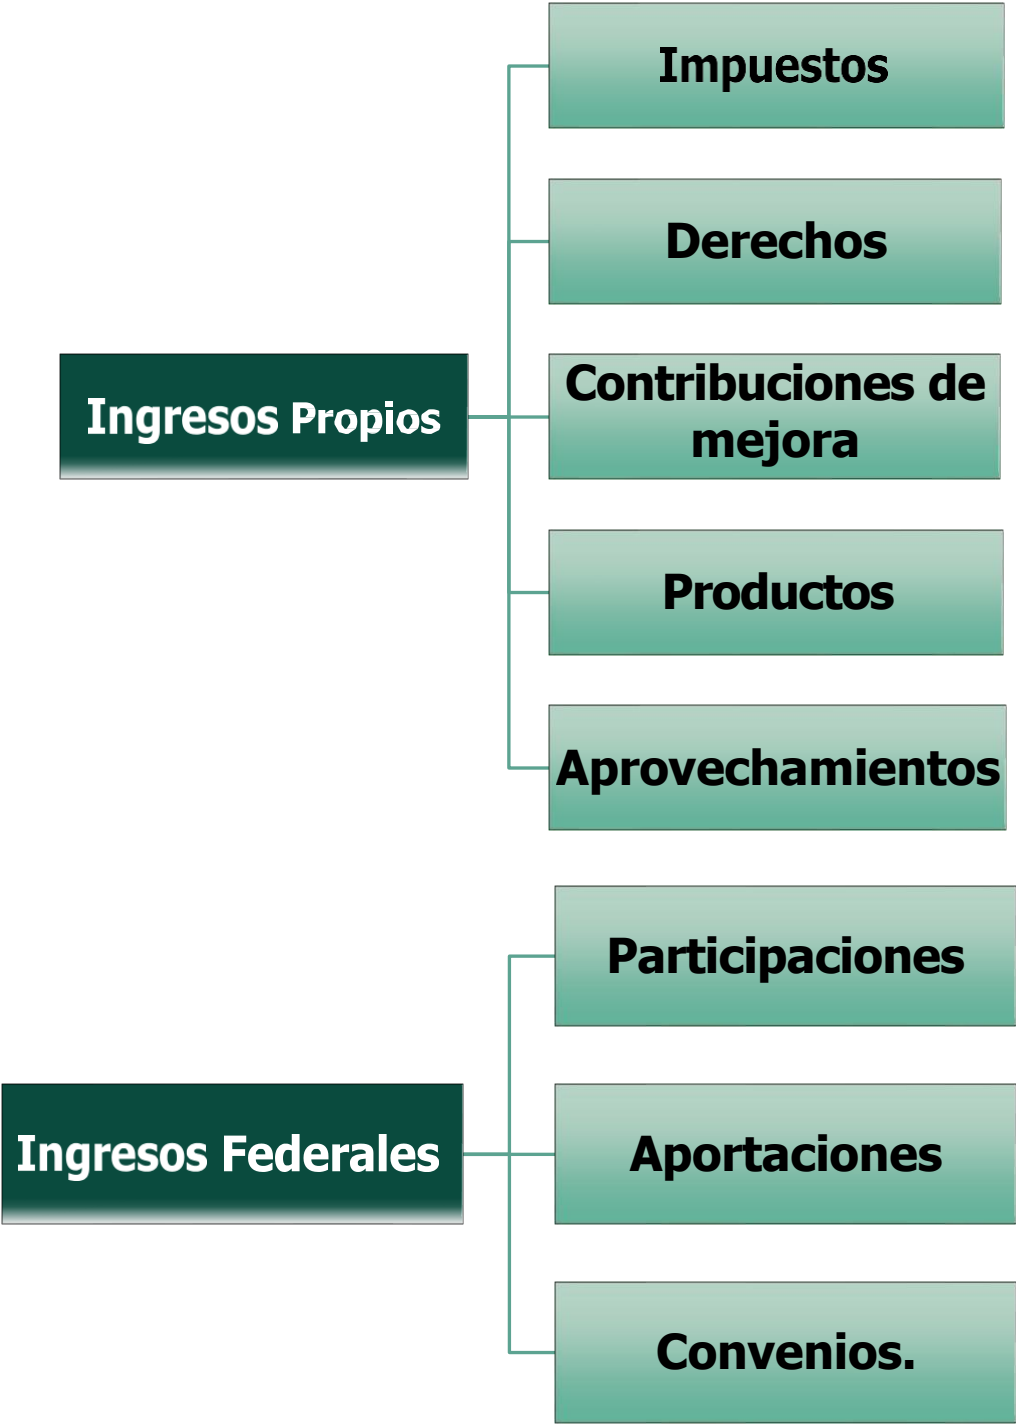 Impuestos
Derechos
Ingresos Propios
Contribuciones de
mejora
Productos
Aprovechamientos
Participaciones
Ingresos Federales
Aportaciones
Convenios.